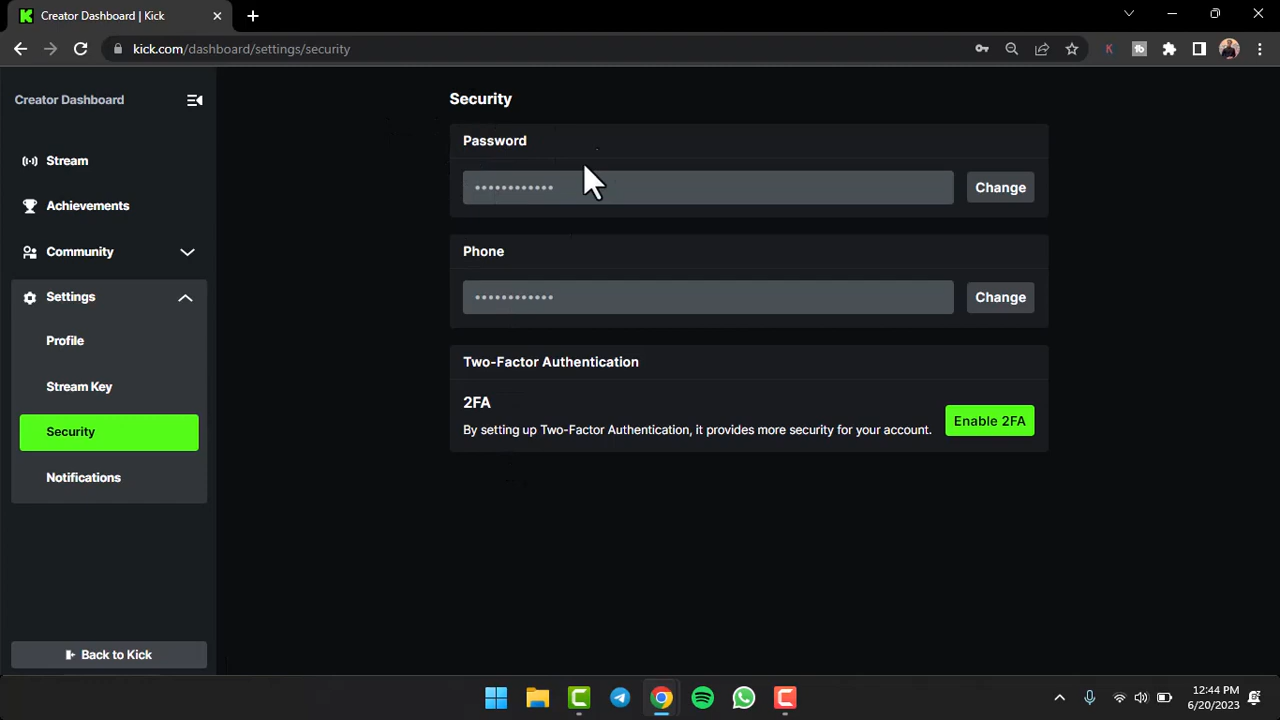 Creator Dashboard | Kick
kick.com/dashboard/settings/security
Creator Dashboard
Stream
Achievements
Community
Settings
Profile
Stream Key
Security
Notifications
Back to Kick
Security
Password
••••••••••••
Change
Phone
••••••••••••
Change
Two-Factor Authentication
2FA
By setting up Two-Factor Authentication, it provides more security for your account.
Enable 2FA
12:44 PM
6/20/2023